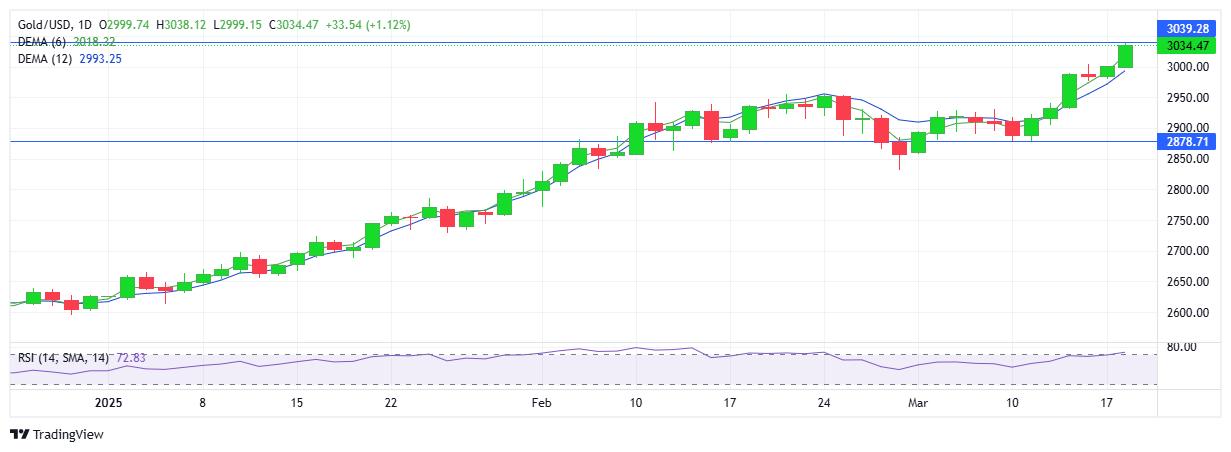 Gold/USD, 1D O2999.74 H3038.12 L2999.15 C3034.47 +33.54 (+1.12%)
DEMA (6) 3018.32
DEMA (12) 2993.25
3039.28
3034.47
3000.00
2950.00
2900.00
2878.71
2850.00
2800.00
2750.00
2700.00
2650.00
2600.00
80.00
RSI (14, SMA, 14) 72.83
2025 8 15 22 Feb 10 17 24 Mar 10 17
TradingView